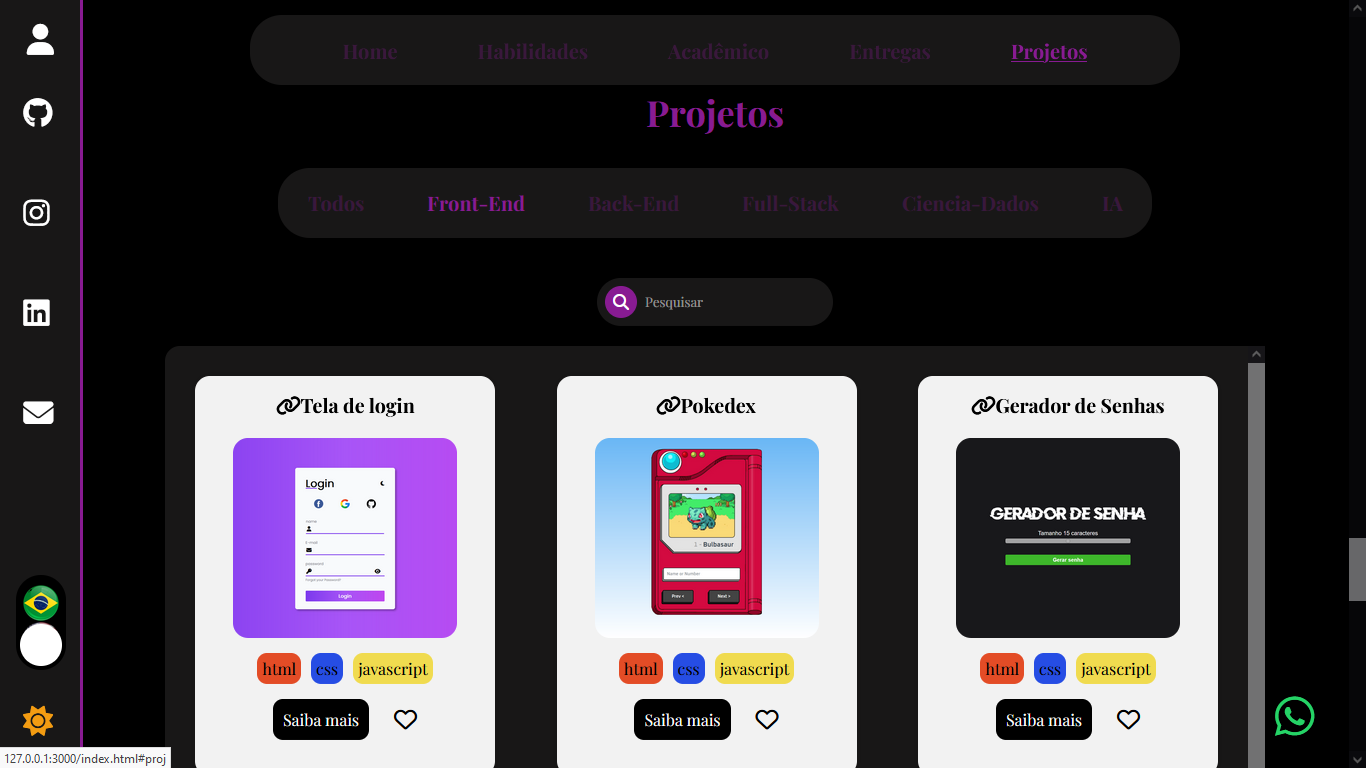 Home Habilidades Acadêmico Entregas Projetos
Projetos
Todos Front-End Back-End Full-Stack Ciencia-Dados IA
Pesquisar
Tela de login
Login
name
E-mail
password
Forgot your Password?
Login
html css javascript
Saiba mais
Pokedex
1 - Bulbasaur
Name or Number
Prev < Next >
html css javascript
Saiba mais
Gerador de Senhas
GERADOR DE SENHA
Tamanho 15 caracteres
Gerar senha
html css javascript
Saiba mais
127.0.0.1:3000/index.html#proj